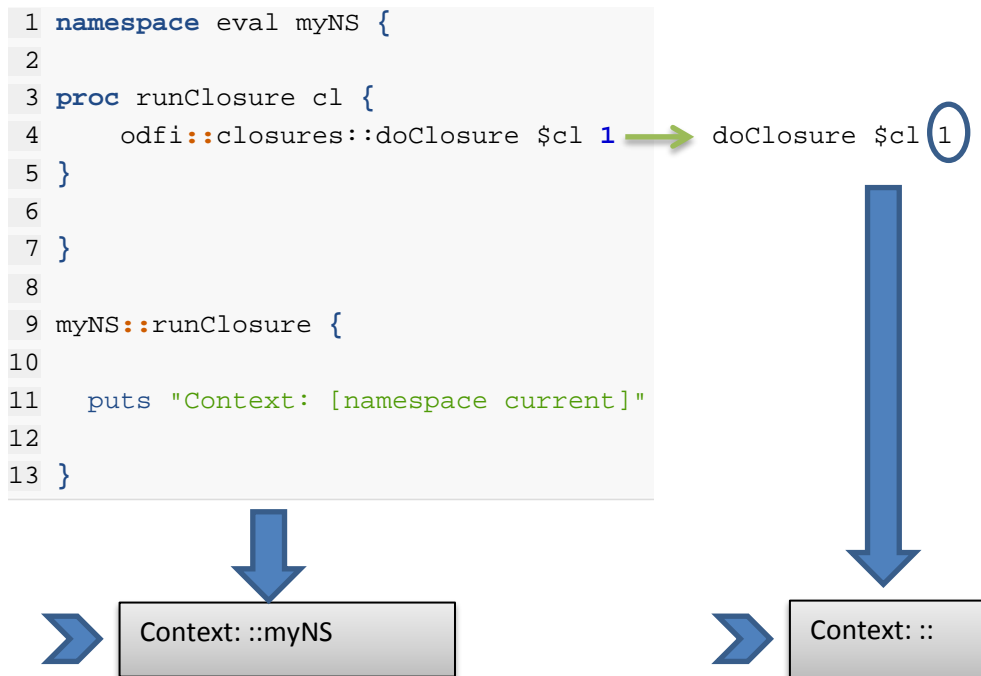 1 namespace eval myNS {
2
3 proc runClosure cl {
4 odfi::closures::doClosure $cl 1 doClosure $cl 1
5 }
6
7 }
8
9 myNS::runClosure {
10
11 puts "Context: [namespace current]"
12
13 }
Context: ::myNS
Context: ::